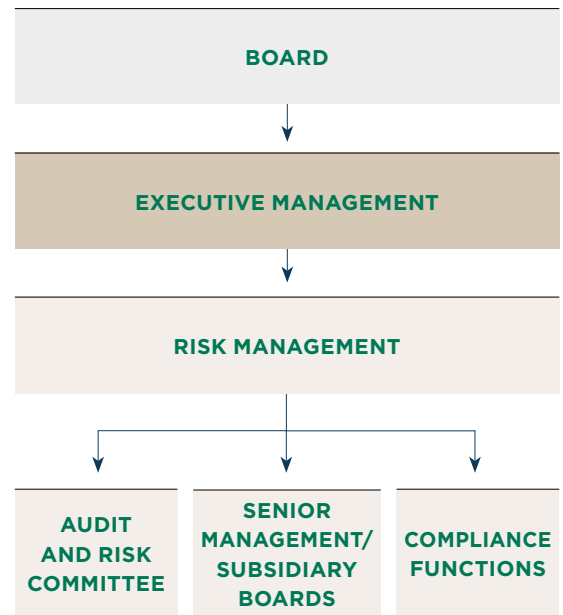 BOARD
EXECUTIVE MANAGEMENT
RISK MANAGEMENT
AUDIT
AND RISK
COMMITTEE
SENIOR
MANAGEMENT/
SUBSIDIARY
BOARDS
COMPLIANCE
FUNCTIONS